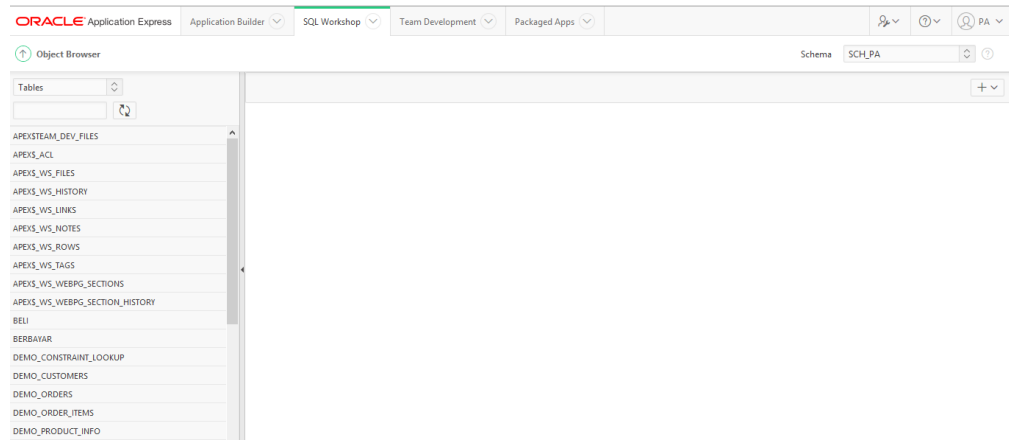 ORACLE Application Express Application Builder SQL Workshop Team Development Packaged Apps PA
Object Browser Schema SCH_PA
Tables
APEX$TEAM_DEV_FILES
APEX$_ACL
APEX$_WS_FILES
APEX$_WS_HISTORY
APEX$_WS_LINKS
APEX$_WS_NOTES
APEX$_WS_ROWS
APEX$_WS_TAGS
APEX$_WS_WEBPG_SECTIONS
APEX$_WS_WEBPG_SECTION_HISTORY
BELI
BERBAYAR
DEMO_CONSTRAINT_LOOKUP
DEMO_CUSTOMERS
DEMO_ORDERS
DEMO_ORDER_ITEMS
DEMO_PRODUCT_INFO